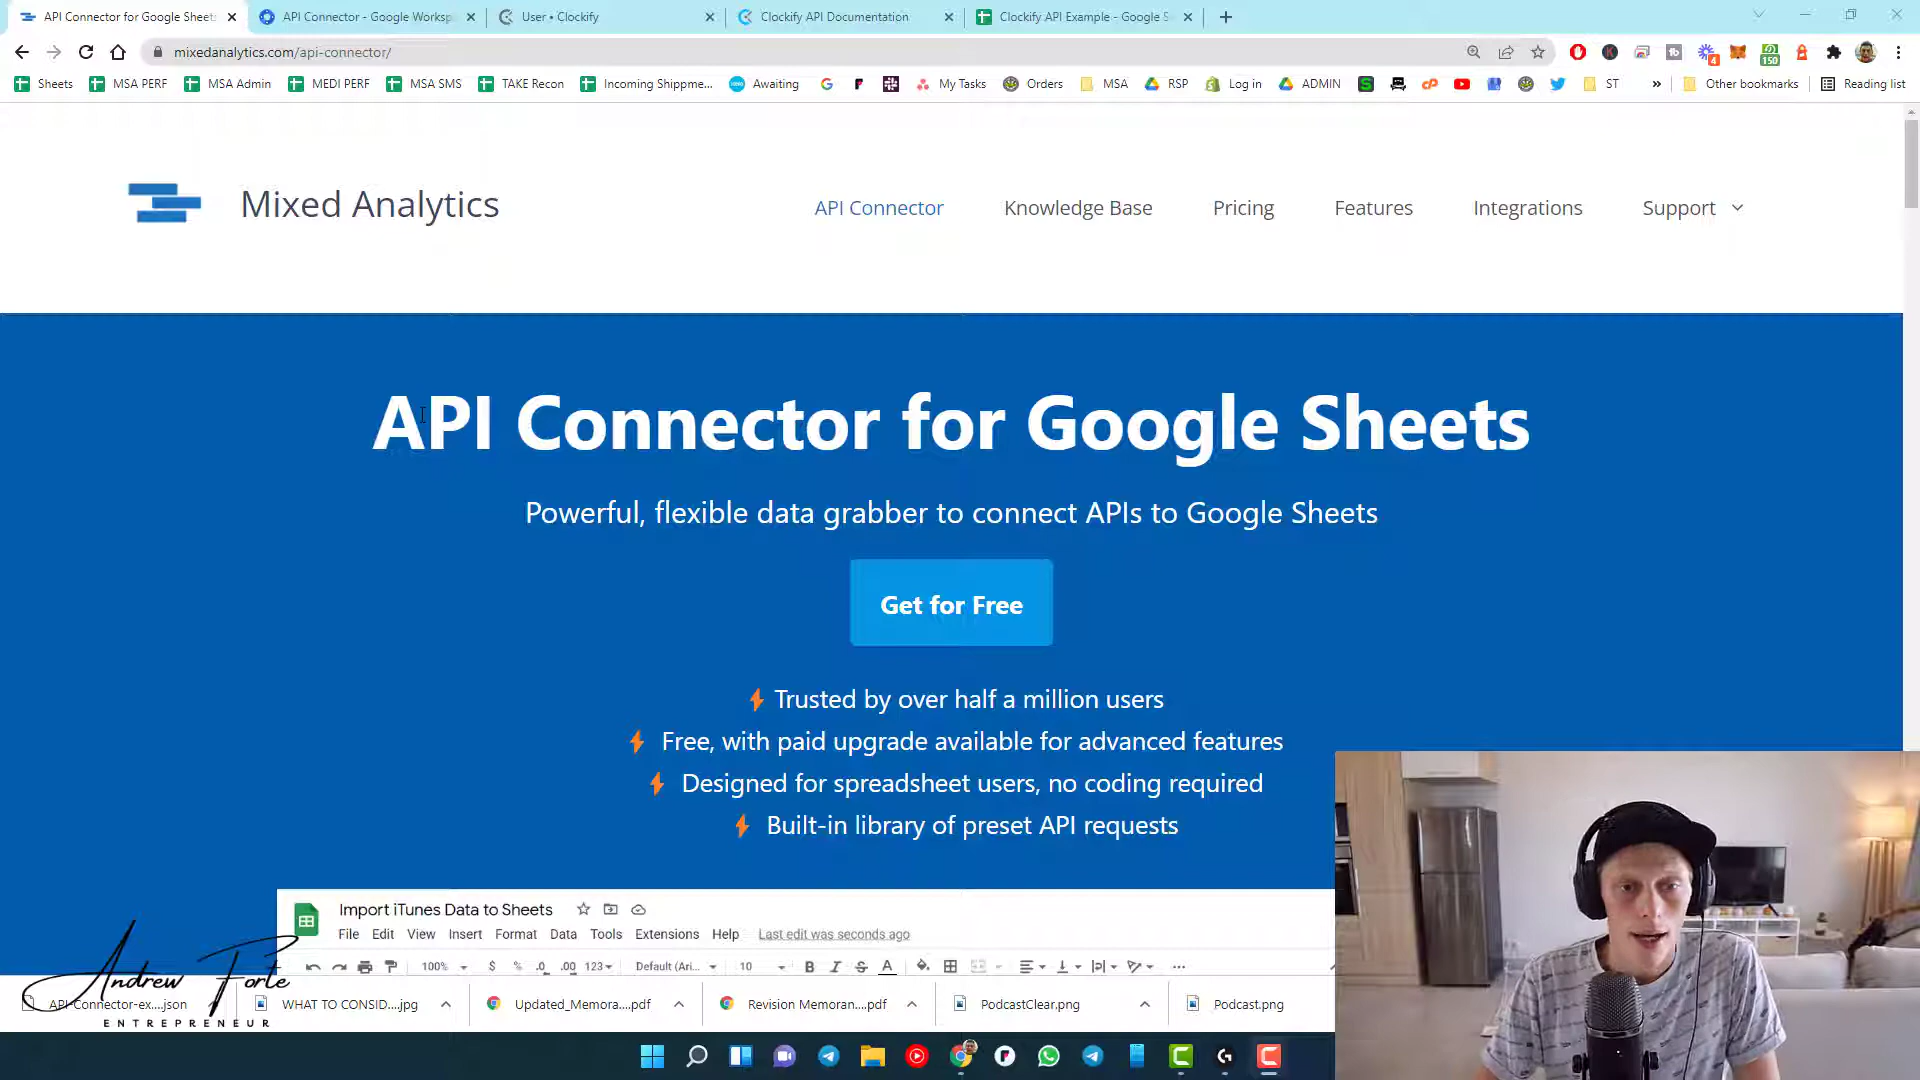 API Connector for Google Sheets
API Connector - Google Worksp
User • Clockify
Clockify API Documentation
Clockify API Example - Google S
mixedanalytics.com/api-connector/
4
150
Sheets
MSA PERF
MSA Admin
MEDI PERF
MSA SMS
TAKE Recon
Incoming Shippme...
Awaiting
My Tasks
Orders
MSA
RSP
Log in
ADMIN
ST
»
Other bookmarks
Reading list
Mixed Analytics
API Connector
Knowledge Base
Pricing
Features
Integrations
Support
API Connector for Google Sheets
Powerful, flexible data grabber to connect APIs to Google Sheets
Get for Free
Trusted by over half a million users
Free, with paid upgrade available for advanced features
Designed for spreadsheet users, no coding required
Built-in library of preset API requests
Import iTunes Data to Sheets
File Edit View Insert Format Data Tools Extensions Help Last edit was seconds ago
100% $ % .0 .00 123 Default (Ari... 10 B I S A
Andrew Forte
ENTREPRENEUR
API-Connector-ex....json
WHAT TO CONSID....jpg
Updated_Memora....pdf
Revision Memoran...pdf
PodcastClear.png
Podcast.png